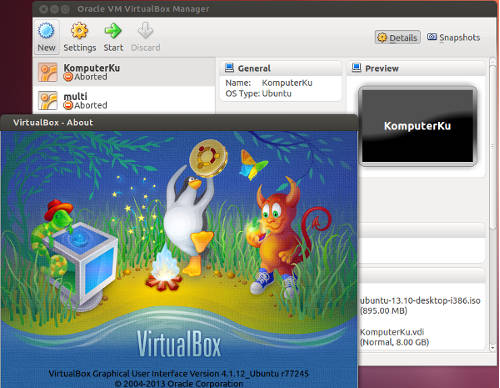 Oracle VM VirtualBox Manager
New Settings Start Discard
Details Snapshots
KomputerKu
Aborted
multi
Aborted
General
Name: KomputerKu
OS Type: Ubuntu
Preview
KomputerKu
VirtualBox - About
VirtualBox
VirtualBox Graphical User Interface Version 4.1.12_Ubuntu r77245
© 2004-2013 Oracle Corporation
ubuntu-13.10-desktop-i386.iso
(895.00 MB)
KomputerKu.vdi
(Normal, 8.00 GB)